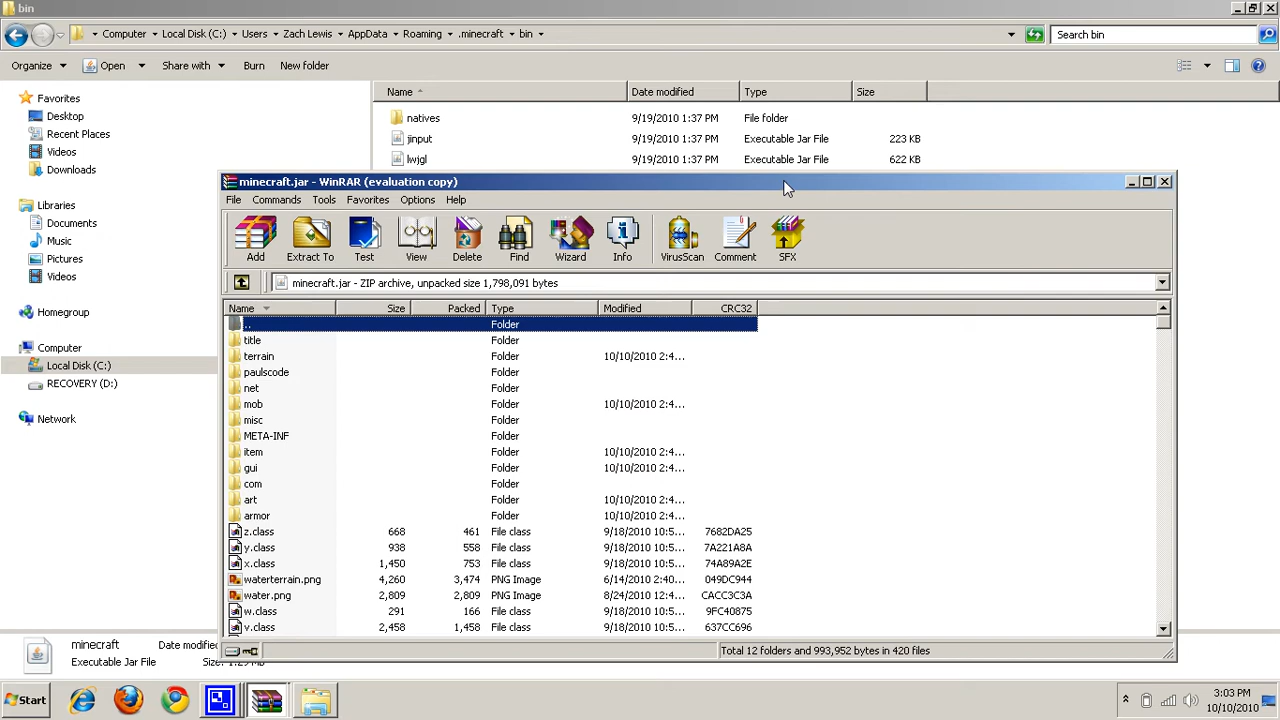 bin
Computer Local Disk (C:) Users Zach Lewis AppData Roaming .minecraft bin
Search bin
Organize Open Share with Burn New folder
Favorites
Desktop
Recent Places
Videos
Downloads
Libraries
Documents
Music
Pictures
Videos
Homegroup
Computer
Local Disk (C:)
RECOVERY (D:)
Network
Name Date modified Type Size
natives 9/19/2010 1:37 PM File folder
jinput 9/19/2010 1:37 PM Executable Jar File 223 KB
lwjgl 9/19/2010 1:37 PM Executable Jar File 622 KB
minecraft.jar - WinRAR (evaluation copy)
File Commands Tools Favorites Options Help
Add Extract To Test View Delete Find Wizard Info VirusScan Comment SFX
minecraft.jar - ZIP archive, unpacked size 1,798,091 bytes
Name Size Packed Type Modified CRC32
.. Folder
title Folder
terrain Folder 10/10/2010 2:4...
paulscode Folder
net Folder
mob Folder 10/10/2010 2:4...
misc Folder
META-INF Folder
item Folder 10/10/2010 2:4...
gui Folder 10/10/2010 2:4...
com Folder
art Folder 10/10/2010 2:4...
armor Folder 10/10/2010 2:4...
z.class 668 461 File class 9/18/2010 10:5... 7682DA25
y.class 938 558 File class 9/18/2010 10:5... 7A221A8A
x.class 1,450 753 File class 9/18/2010 10:5... 74A89A2E
waterterrain.png 4,260 3,474 PNG Image 6/14/2010 2:40... 049DC944
water.png 2,809 2,809 PNG Image 8/24/2010 12:4... CACC3C3A
w.class 291 166 File class 9/18/2010 10:5... 9FC40875
v.class 2,458 1,458 File class 9/18/2010 10:5... 637CC696
Total 12 folders and 993,952 bytes in 420 files
minecraft Date modified
Executable Jar File Size: 1.29 MB
Start
3:03 PM
10/10/2010